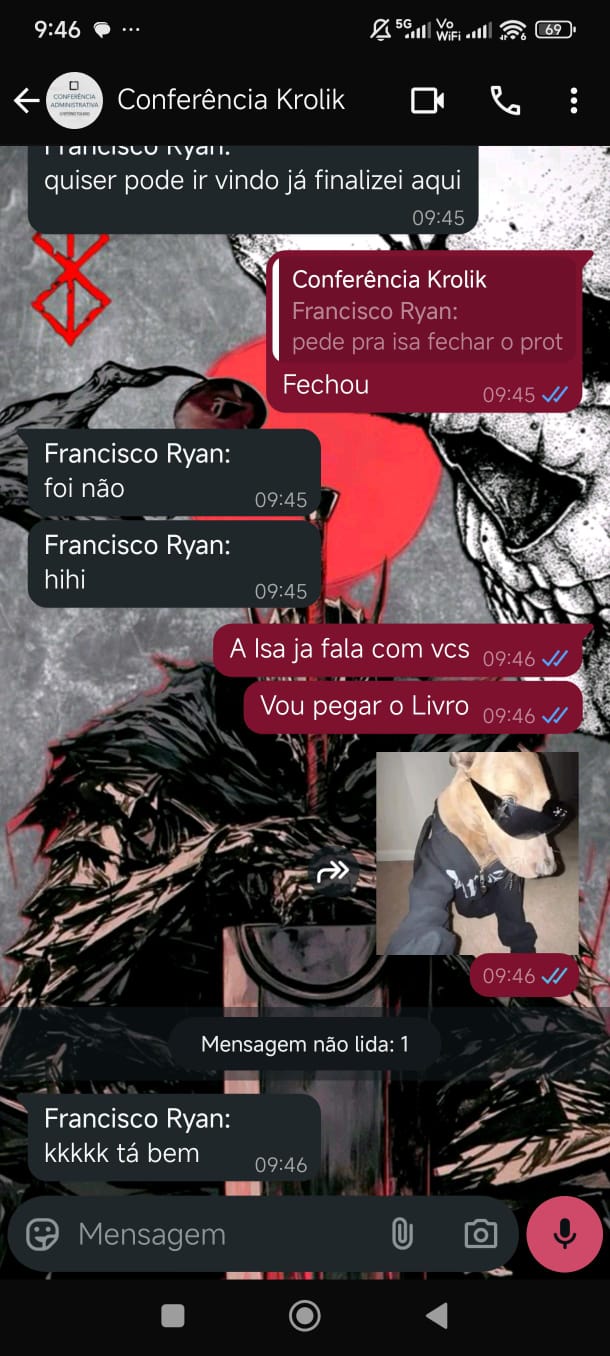 9:46
5G
Vo
WiFi
6
69
CONFERÊNCIA
ADMINISTRATIVA
Conferência Krolik
Francisco Ryan:
quiser pode ir vindo já finalizei aqui
09:45
Conferência Krolik
Francisco Ryan:
pede pra isa fechar o prot
Fechou
09:45
Francisco Ryan:
foi não
09:45
Francisco Ryan:
hihi
09:45
A Isa ja fala com vcs
09:46
Vou pegar o Livro
09:46
09:46
Mensagem não lida: 1
Francisco Ryan:
kkkkk tá bem
09:46
Mensagem